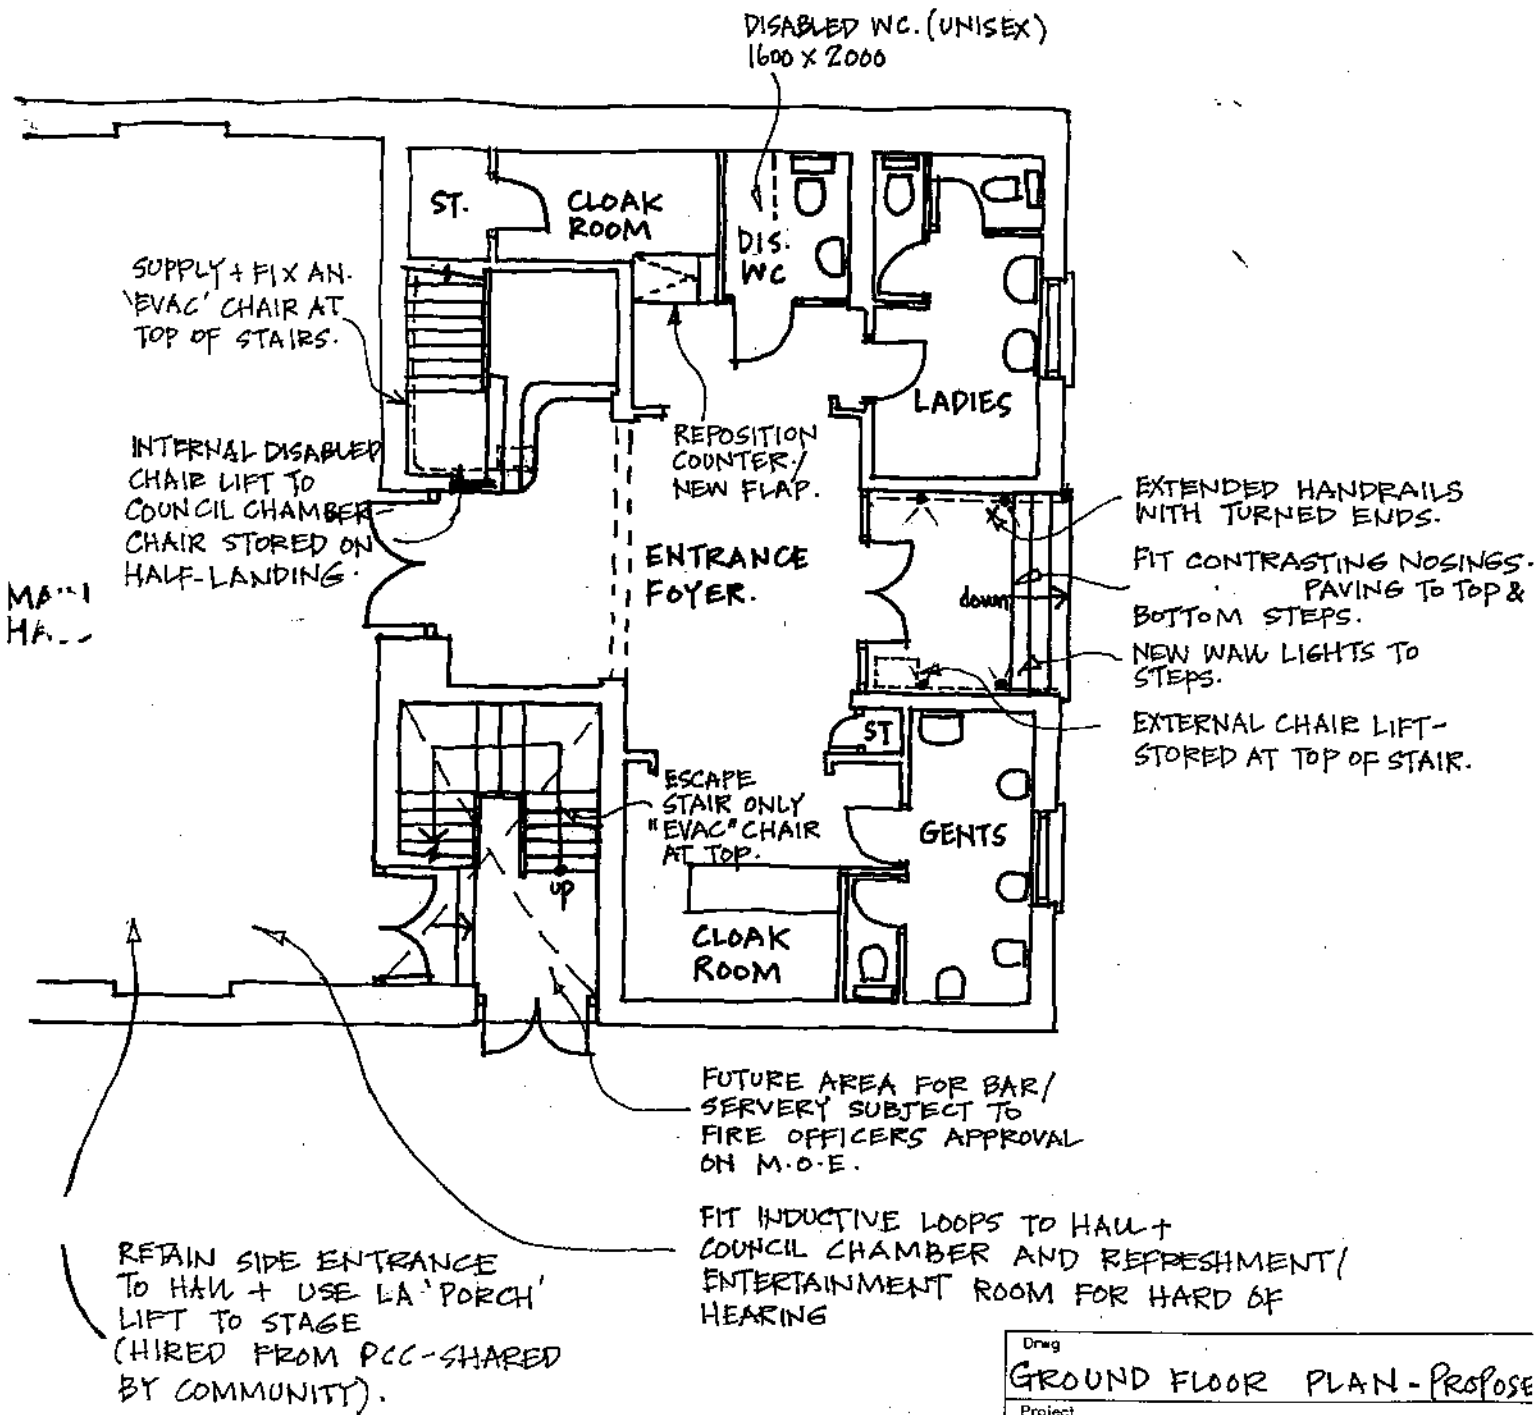 DISABLED WC. (UNISEX)
1600 X 2000
ST.
CLOAK
ROOM
DIS.
WC
SUPPLY + FIX AN.
'EVAC' CHAIR AT
TOP OF STAIRS.
LADIES
REPOSITION
COUNTER/
NEW FLAP.
INTERNAL DISABLED
CHAIR LIFT TO
COUNCIL CHAMBER-
CHAIR STORED ON
HALF-LANDING.
EXTENDED HANDRAILS
WITH TURNED ENDS.
ENTRANCE
FOYER.
FIT CONTRASTING NOSINGS.
PAVING TO TOP &
BOTTOM STEPS.
down
NEW WALL LIGHTS TO
STEPS.
EXTERNAL CHAIR LIFT-
STORED AT TOP OF STAIR.
ST
ESCAPE
STAIR ONLY
"EVAC" CHAIR
AT TOP.
GENTS
up
CLOAK
ROOM
FUTURE AREA FOR BAR/
SERVERY SUBJECT TO
FIRE OFFICERS APPROVAL
ON M.O.E.
FIT INDUCTIVE LOOPS TO HALL +
COUNCIL CHAMBER AND REFRESHMENT/
ENTERTAINMENT ROOM FOR HARD OF
HEARING
RETAIN SIDE ENTRANCE
TO HALL + USE LA 'PORCH'
LIFT TO STAGE
(HIRED FROM PCC-SHARED
BY COMMUNITY).
Drwg
GROUND FLOOR PLAN - PROPOSE
Project